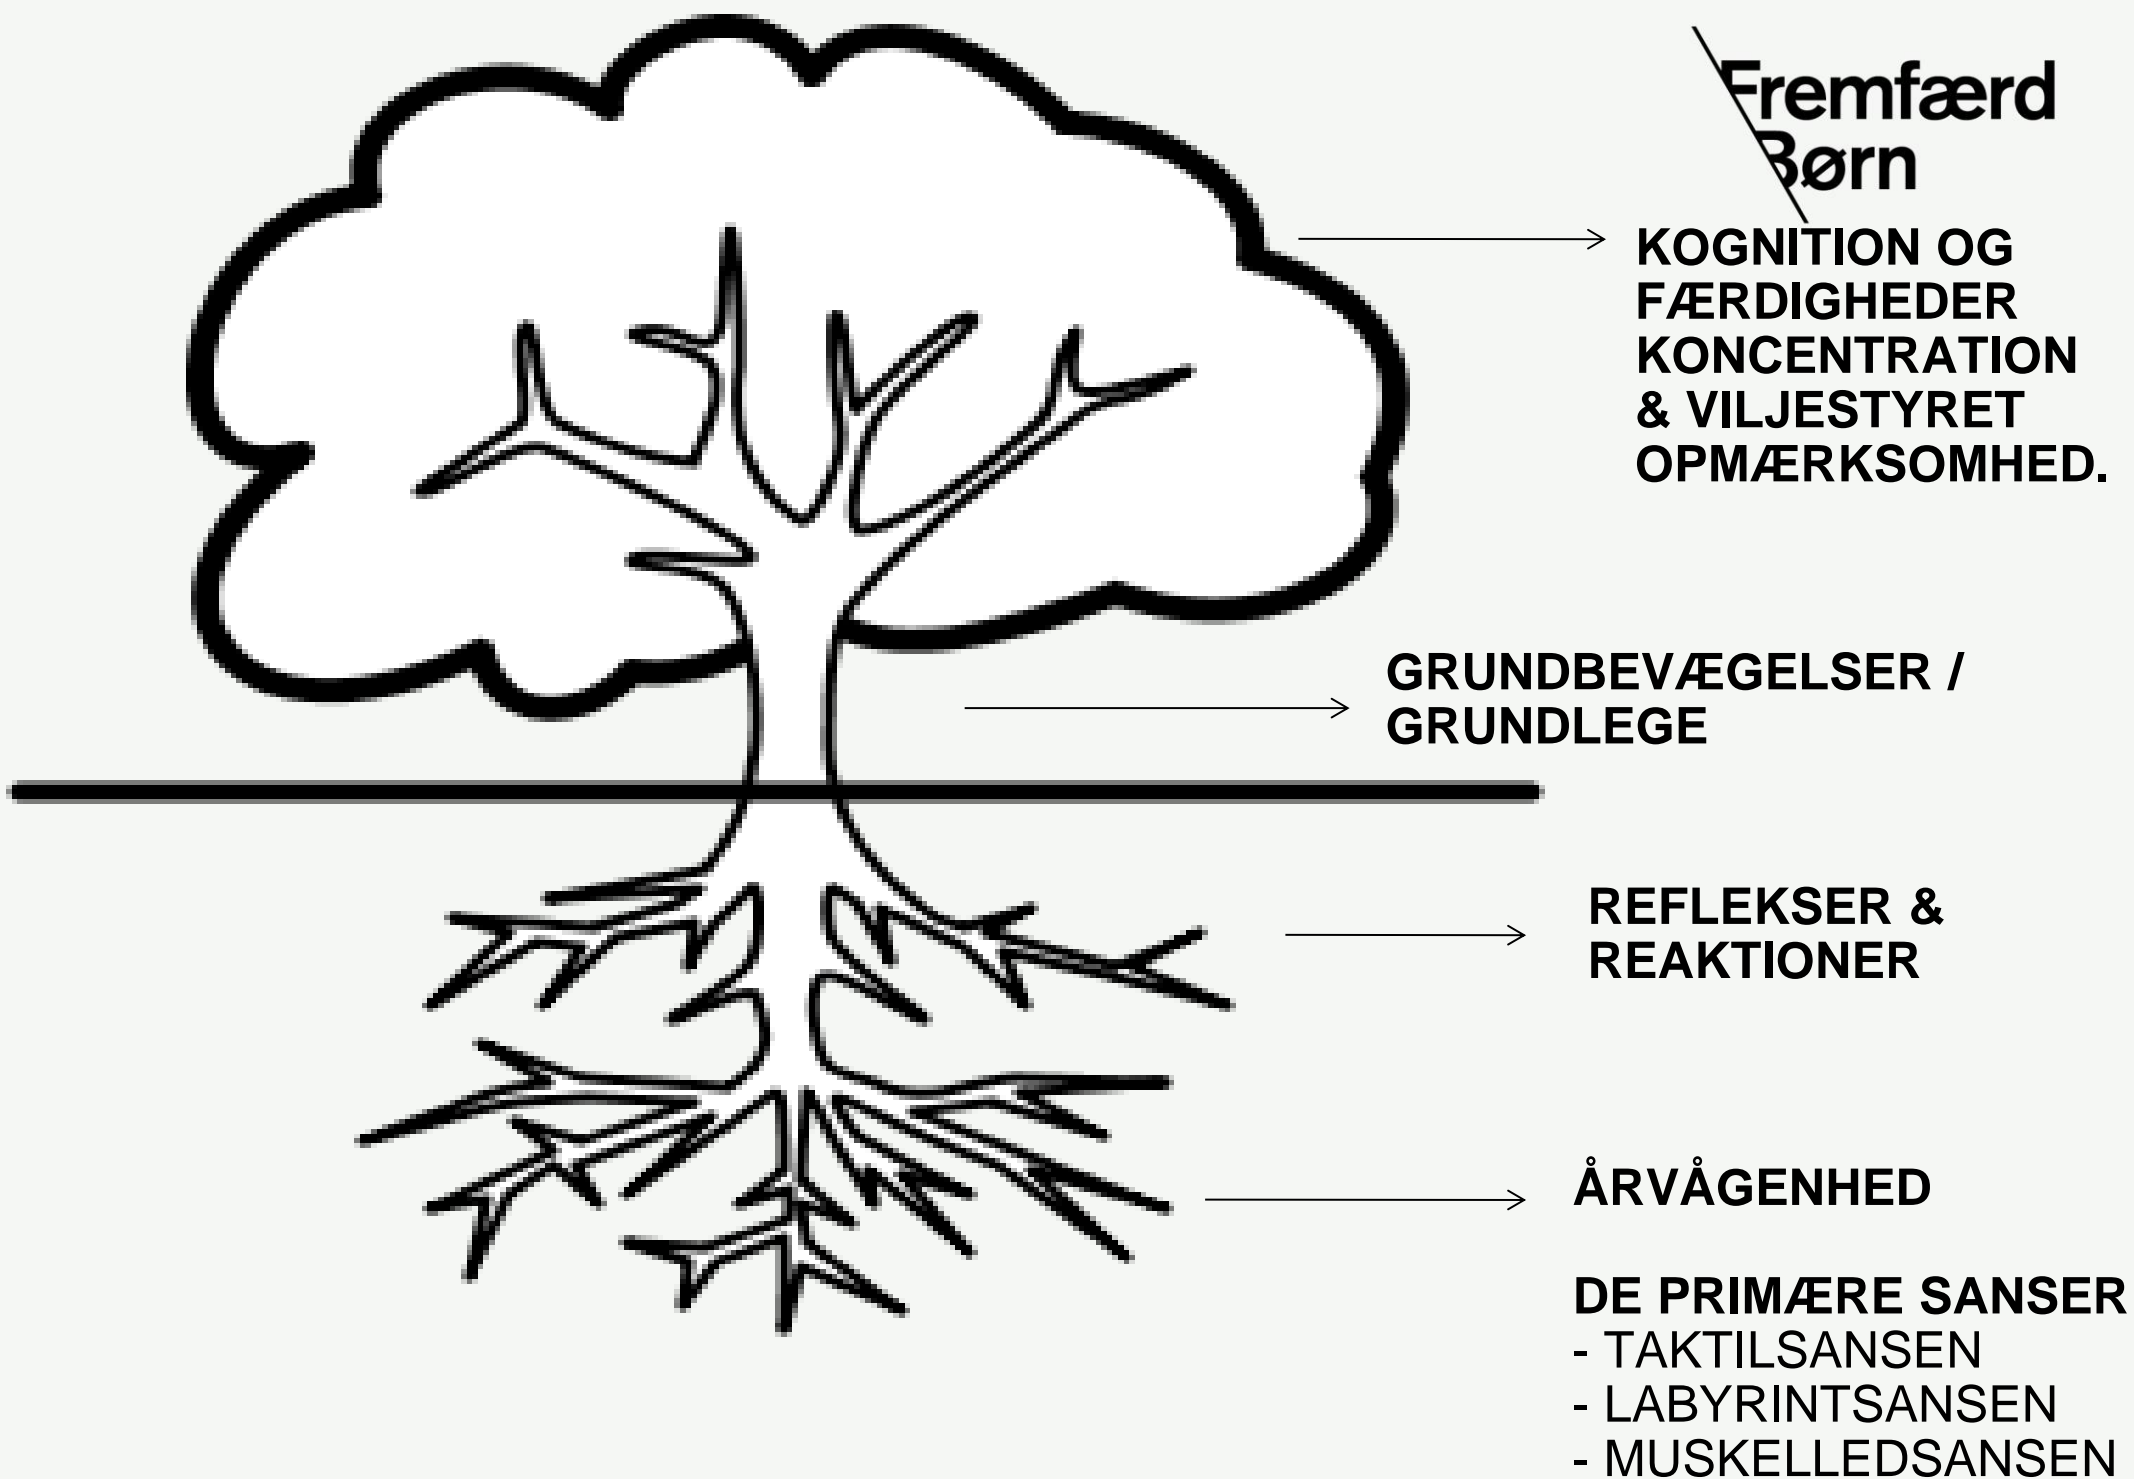 Fremfærd
Børn
KOGNITION OG
FÆRDIGHEDER
KONCENTRATION
& VILJESTYRET
OPMÆRKSOMHED.
GRUNDBEVÆGELSER /
GRUNDLEGE
REFLEKSER &
REAKTIONER
ÅRVÅGENHED
DE PRIMÆRE SANSER
- TAKTILSANSEN
- LABYRINTSANSEN
- MUSKELLEDSANSEN